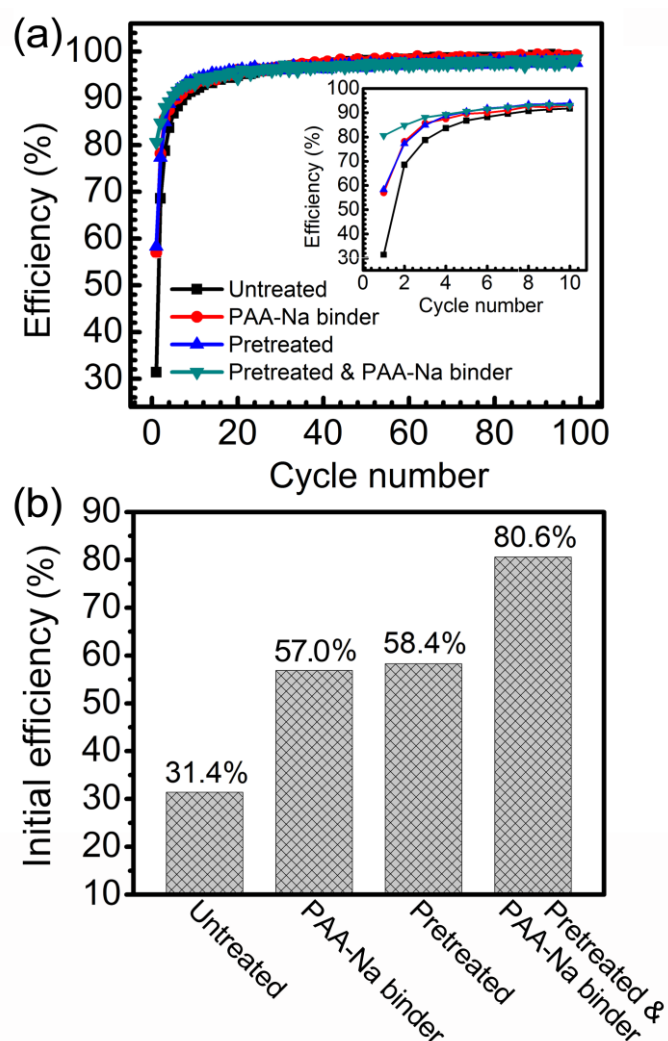 (a)
Efficiency (%)
100
90
80
70
60
50
40
30
0
20
40
60
80
100
Cycle number
Untreated
PAA-Na binder
Pretreated
Pretreated & PAA-Na binder
Efficiency (%)
100
90
80
70
60
50
40
30
0
2
4
6
8
10
Cycle number
(b)
Initial efficiency (%)
90
80
70
60
50
40
30
20
10
31.4%
57.0%
58.4%
80.6%
Untreated
PAA-Na binder
Pretreated
Pretreated &
PAA-Na binder